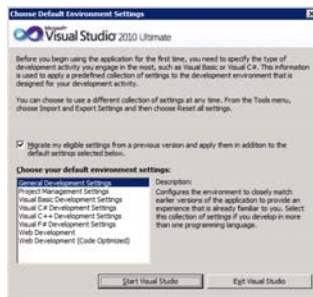 Choose Default Environment Settings
Microsoft
Visual Studio 2010 Ultimate
Before you begin using the application for the first time, you need to specify the type of
development activity you engage in the most, such as Visual Basic or Visual C#. This information
is used to apply a predefined collection of settings to the development environment that is
designed for your development activity.
You can choose to use a different collection of settings at any time. From the Tools menu,
choose Import and Export Settings and then choose Reset all settings.
Migrate my eligible settings from a previous version and apply them in addition to the
default settings selected below.
Choose your default environment settings:
General Development Settings
Project Management Settings
Visual Basic Development Settings
Visual C# Development Settings
Visual C++ Development Settings
Visual F# Development Settings
Web Development
Web Development (Code Optimized)
Description:
Configures the environment to closely match
earlier versions of the application to provide an
experience that is already familiar to you. Select
this collection of settings if you develop in more
than one programming language.
Start Visual Studio
Exit Visual Studio